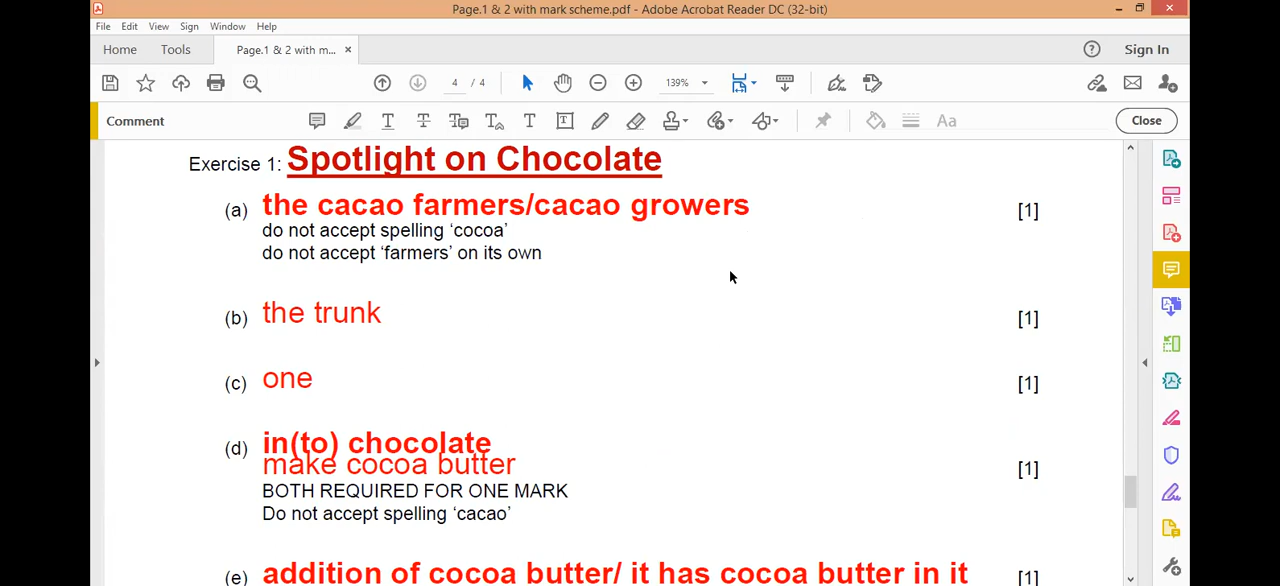 Page.1 & 2 with mark scheme.pdf - Adobe Acrobat Reader DC (32-bit)
File Edit View Sign Window Help
Home Tools Page.1 & 2 with m... × Sign In
4 / 4 139%
Comment Aa Close
Exercise 1: Spotlight on Chocolate
(a) the cacao farmers/cacao growers [1]
do not accept spelling ‘cocoa’
do not accept ‘farmers’ on its own
(b) the trunk [1]
(c) one [1]
(d) in(to) chocolate
make cocoa butter [1]
BOTH REQUIRED FOR ONE MARK
Do not accept spelling ‘cacao’
(e) addition of cocoa butter/ it has cocoa butter in it [1]